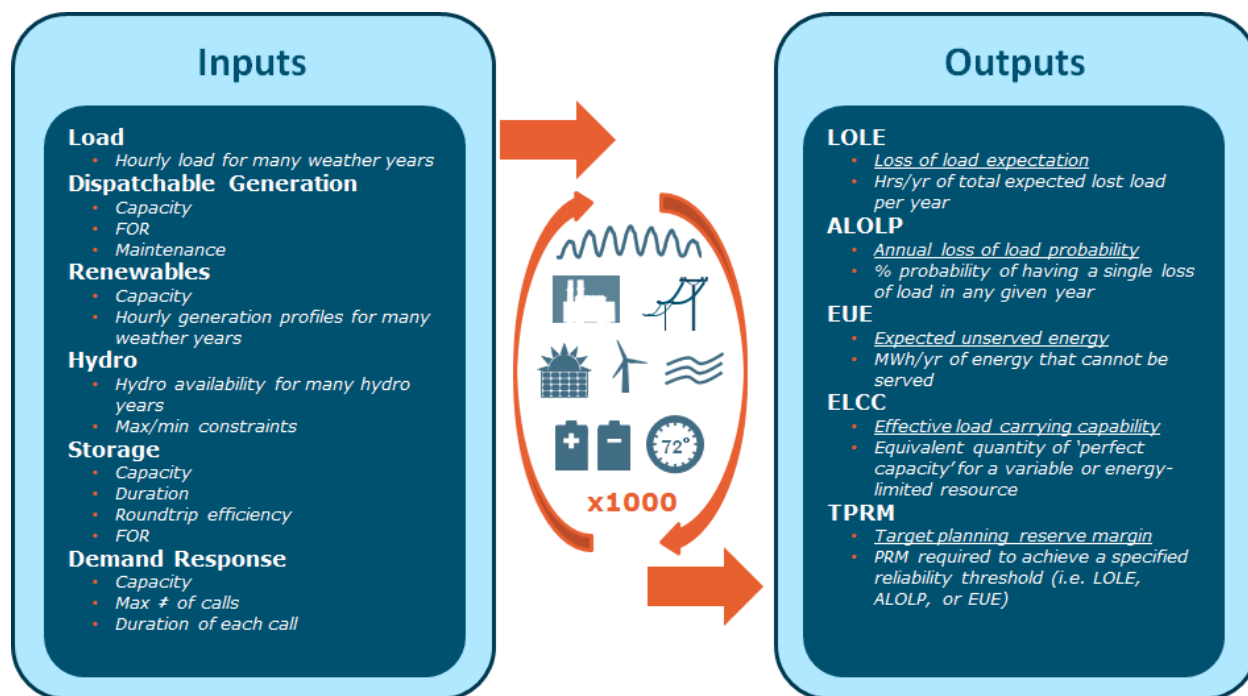 Inputs
Load
• Hourly load for many weather years
Dispatchable Generation
• Capacity
• FOR
• Maintenance
Renewables
• Capacity
• Hourly generation profiles for many
weather years
Hydro
• Hydro availability for many hydro
years
• Max/min constraints
Storage
• Capacity
• Duration
• Roundtrip efficiency
• FOR
Demand Response
• Capacity
• Max # of calls
• Duration of each call
72°
x1000
Outputs
LOLE
• Loss of load expectation
• Hrs/yr of total expected lost load
per year
ALOLP
• Annual loss of load probability
• % probability of having a single loss
of load in any given year
EUE
• Expected unserved energy
• MWh/yr of energy that cannot be
served
ELCC
• Effective load carrying capability
• Equivalent quantity of ‘perfect
capacity’ for a variable or energy-
limited resource
TPRM
• Target planning reserve margin
• PRM required to achieve a specified
reliability threshold (i.e. LOLE,
ALOLP, or EUE)